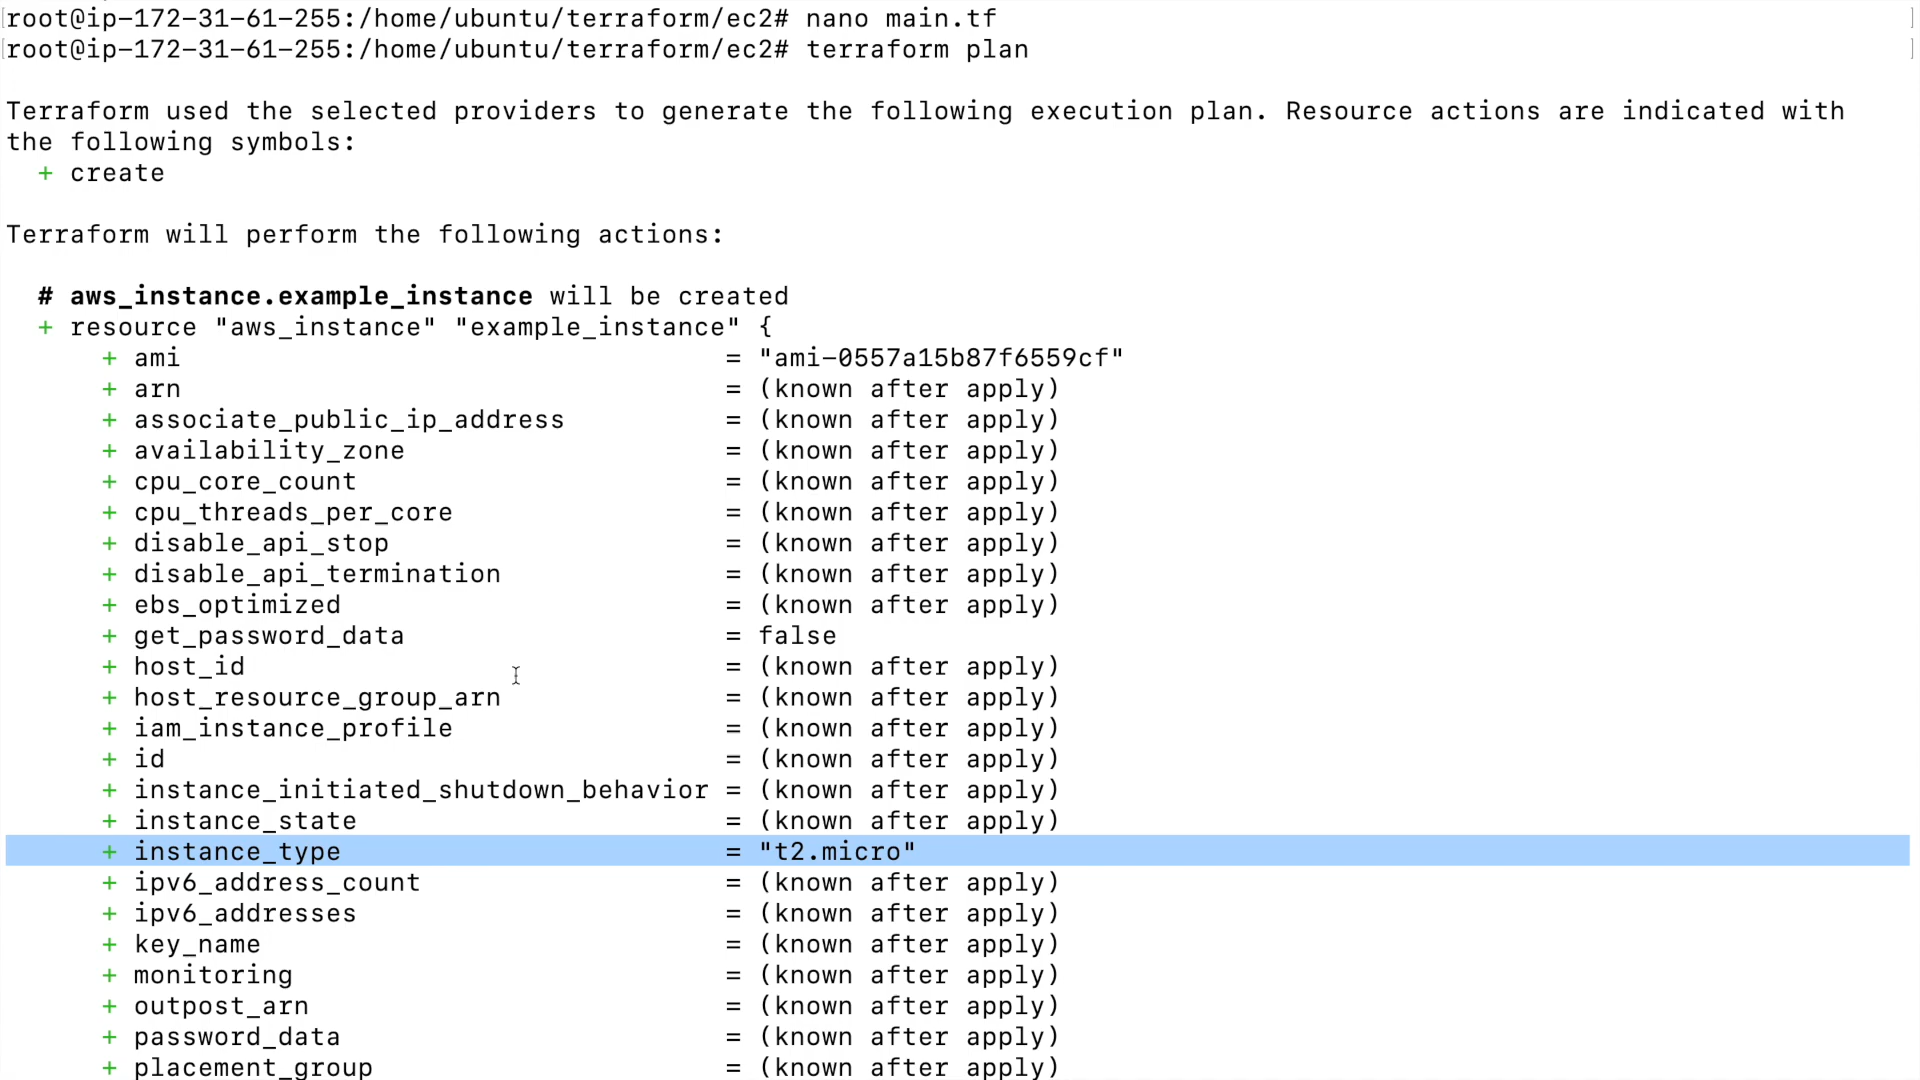 [root@ip-172-31-61-255:/home/ubuntu/terraform/ec2# nano main.tf ]
[root@ip-172-31-61-255:/home/ubuntu/terraform/ec2# terraform plan ]
Terraform used the selected providers to generate the following execution plan. Resource actions are indicated with
the following symbols:
  + create
Terraform will perform the following actions:
  # aws_instance.example_instance will be created
  + resource "aws_instance" "example_instance" {
      + ami                                  = "ami-0557a15b87f6559cf"
      + arn                                  = (known after apply)
      + associate_public_ip_address          = (known after apply)
      + availability_zone                    = (known after apply)
      + cpu_core_count                       = (known after apply)
      + cpu_threads_per_core                 = (known after apply)
      + disable_api_stop                     = (known after apply)
      + disable_api_termination              = (known after apply)
      + ebs_optimized                        = (known after apply)
      + get_password_data                    = false
      + host_id                              = (known after apply)
      + host_resource_group_arn              = (known after apply)
      + iam_instance_profile                 = (known after apply)
      + id                                   = (known after apply)
      + instance_initiated_shutdown_behavior = (known after apply)
      + instance_state                       = (known after apply)
      + instance_type                        = "t2.micro"
      + ipv6_address_count                   = (known after apply)
      + ipv6_addresses                       = (known after apply)
      + key_name                             = (known after apply)
      + monitoring                           = (known after apply)
      + outpost_arn                          = (known after apply)
      + password_data                        = (known after apply)
      + placement_group                      = (known after apply)